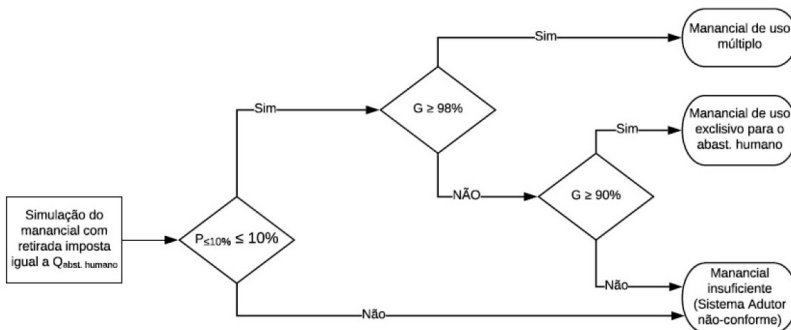 Simulação do
manancial com
retirada imposta
igual a Qabst. humano
P≤10% ≤ 10%
Sim
Não
G ≥ 98%
Sim
NÃO
G ≥ 90%
Sim
Não
Manancial de uso
múltiplo
Manancial de uso
exclisivo para o
abast. humano
Manancial
insuficiente
(Sistema Adutor
não-conforme)